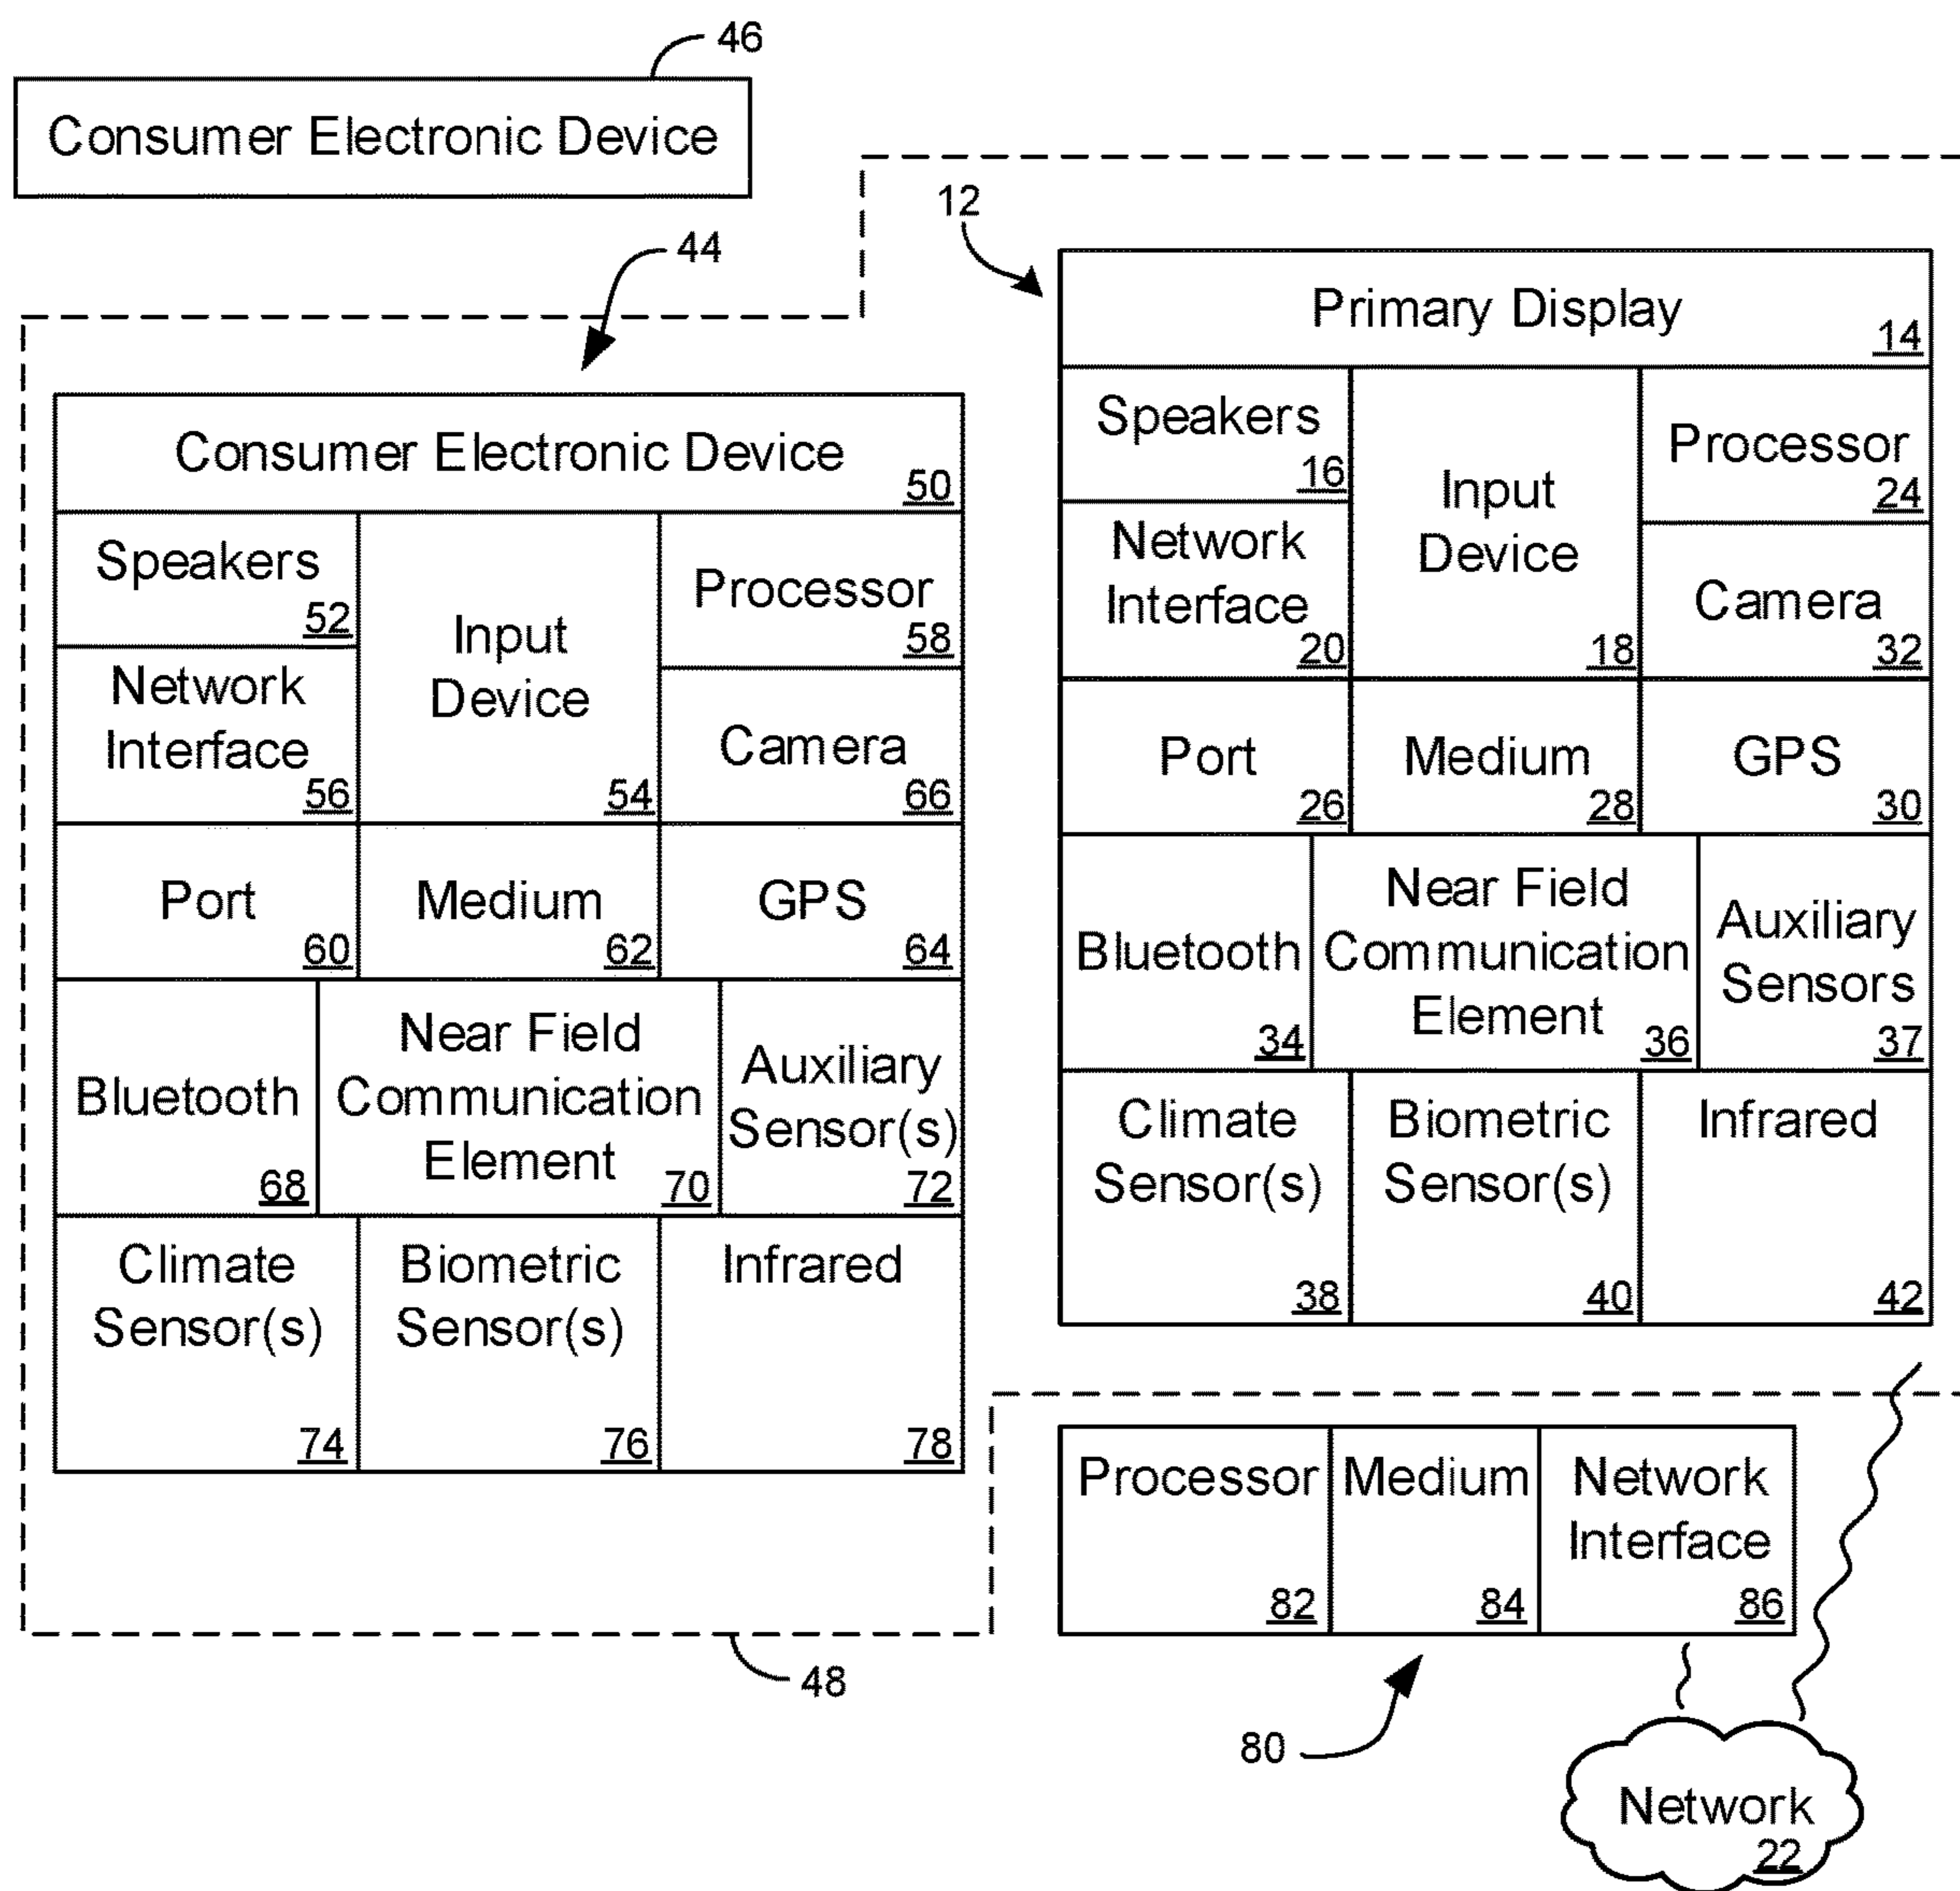 46
Consumer Electronic Device
44
12
Primary Display
14
Speakers
16
Input
Device
18
Processor
24
Network
Interface
20
Camera
32
Port
26
Medium
28
GPS
30
Bluetooth
34
Near Field
Communication
Element
36
Auxiliary
Sensors
37
Climate
Sensor(s)
38
Biometric
Sensor(s)
40
Infrared
42
Consumer Electronic Device
50
Speakers
52
Input
Device
54
Processor
58
Network
Interface
56
Camera
66
Port
60
Medium
62
GPS
64
Bluetooth
68
Near Field
Communication
Element
70
Auxiliary
Sensor(s)
72
Climate
Sensor(s)
74
Biometric
Sensor(s)
76
Infrared
78
48
Processor
82
Medium
84
Network
Interface
86
80
Network
22